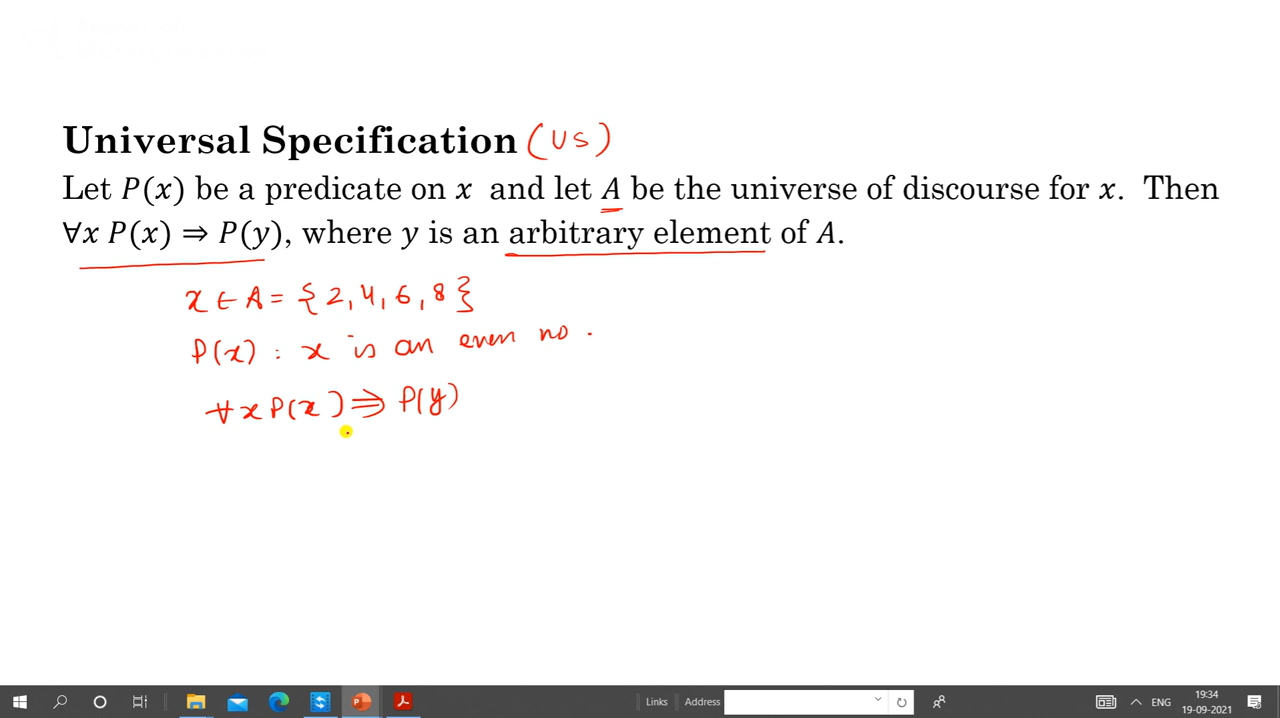 Universal Specification (US)
Let P(x) be a predicate on x and let A be the universe of discourse for x. Then
∀x P(x) ⇒ P(y), where y is an arbitrary element of A.
x ∈ A = {2, 4, 6, 8}
P(x) : x is an even no.
∀x P(x) ⇒ P(y)
Links Address ENG 19:34
19-09-2021